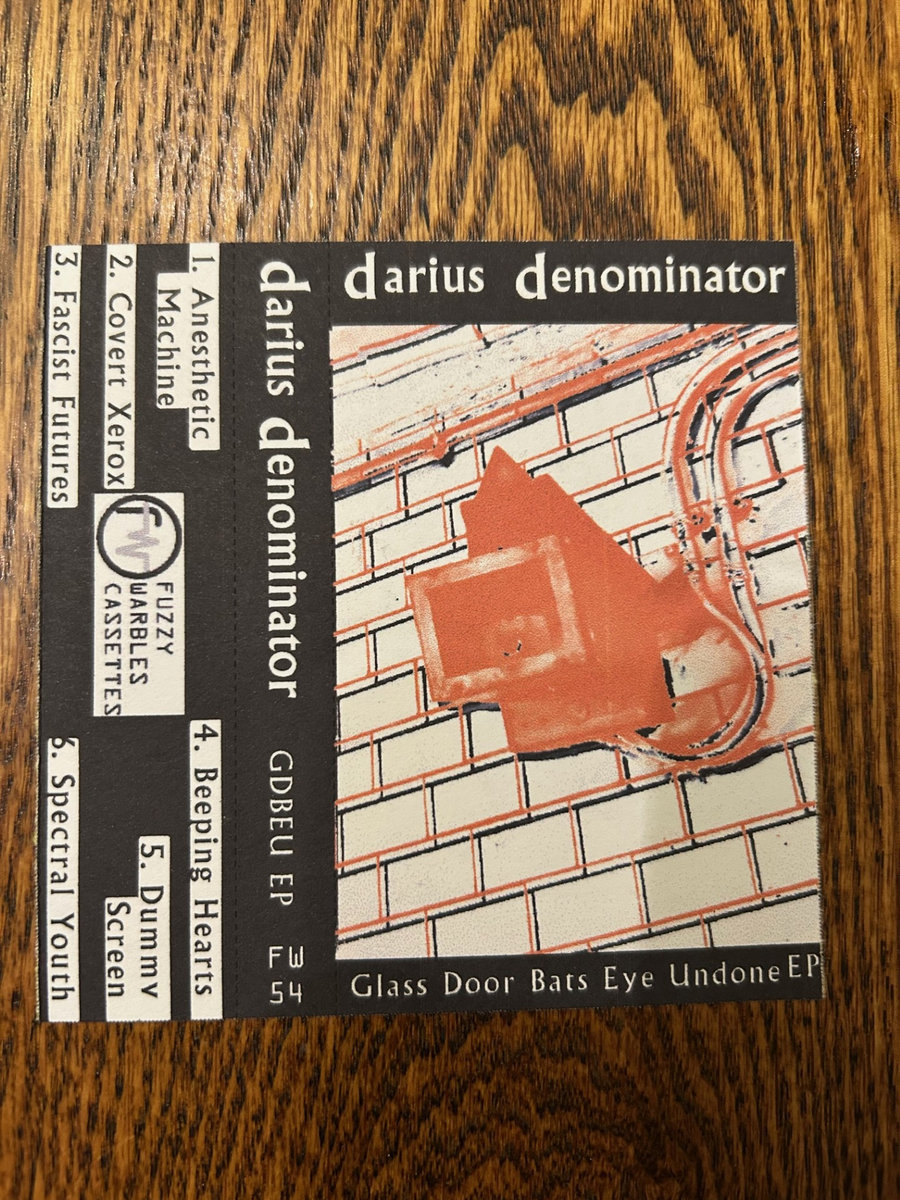 darius denominator
Glass Door Bats Eye Undone EP
darius denominator GDBEU EP FW
54
1. Anesthetic
Machine
2. Covert Xerox
3. Fascist Futures
FW
FUZZY
WARBLES
CASSETTES
4. Beeping Hearts
5. Dummy
Screen
6. Spectral Youth